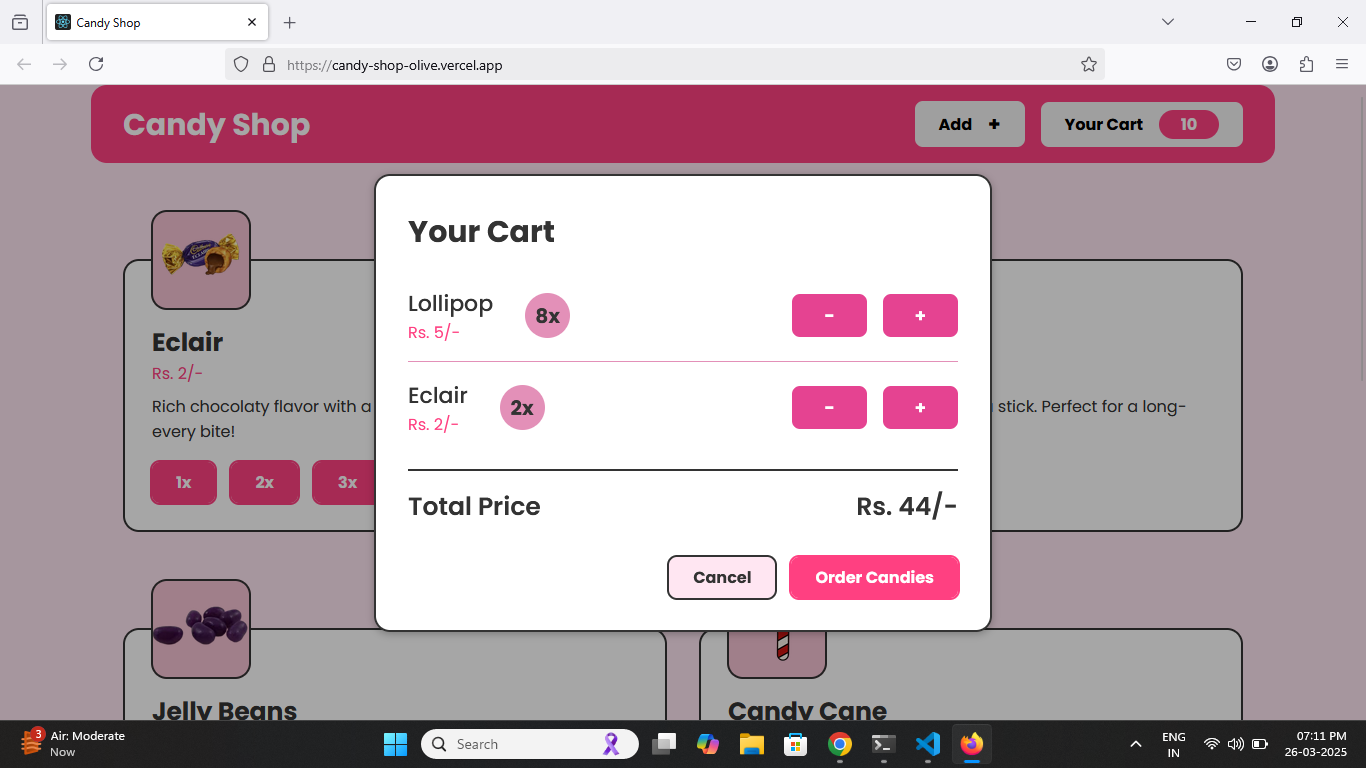 Candy Shop
https://candy-shop-olive.vercel.app
Candy Shop
Add +
Your Cart 10
Your Cart
Lollipop
Rs. 5/-
8x
- +
Eclair
Rs. 2/-
2x
- +
Total Price Rs. 44/-
Cancel Order Candies
Eclair
Rs. 2/-
Rich chocolaty flavor with a
every bite!
1x 2x 3x
stick. Perfect for a long-
Jelly Beans
Candy Cane
3
Air: Moderate
Now
Search
ENG
IN
07:11 PM
26-03-2025